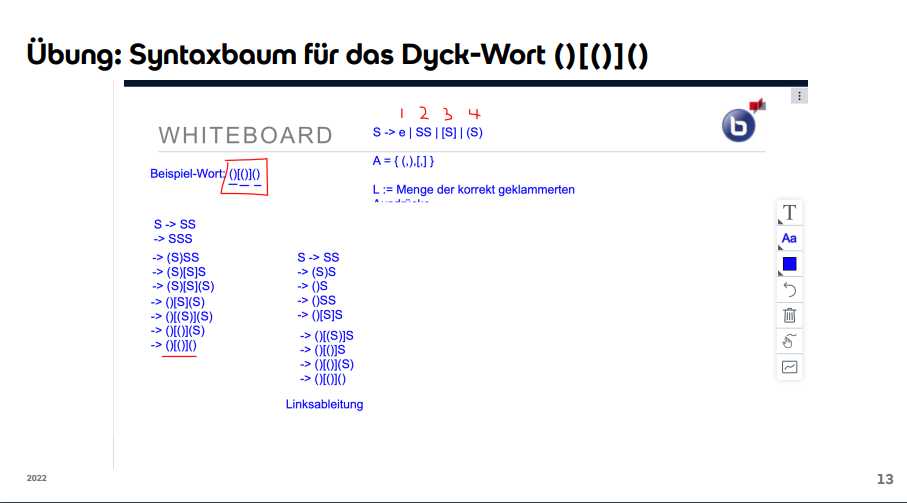 Übung: Syntaxbaum für das Dyck-Wort ()[()]()
1 2 3 4
WHITEBOARD
S -> e | SS | [S] | (S)
A = { (,),[,] }
Beispiel-Wort: ()[()]()
L := Menge der korrekt geklammerten
S -> SS
-> SSS
-> (S)SS
-> (S)[S]S
-> (S)[S](S)
-> ()[S](S)
-> ()[(S)](S)
-> ()[()](S)
-> ()[()]()
S -> SS
-> (S)S
-> ()S
-> ()SS
-> ()[S]S
-> ()[(S)]S
-> ()[()]S
-> ()[()](S)
-> ()[()]()
Linksableitung
b
T
Aa
2022
13